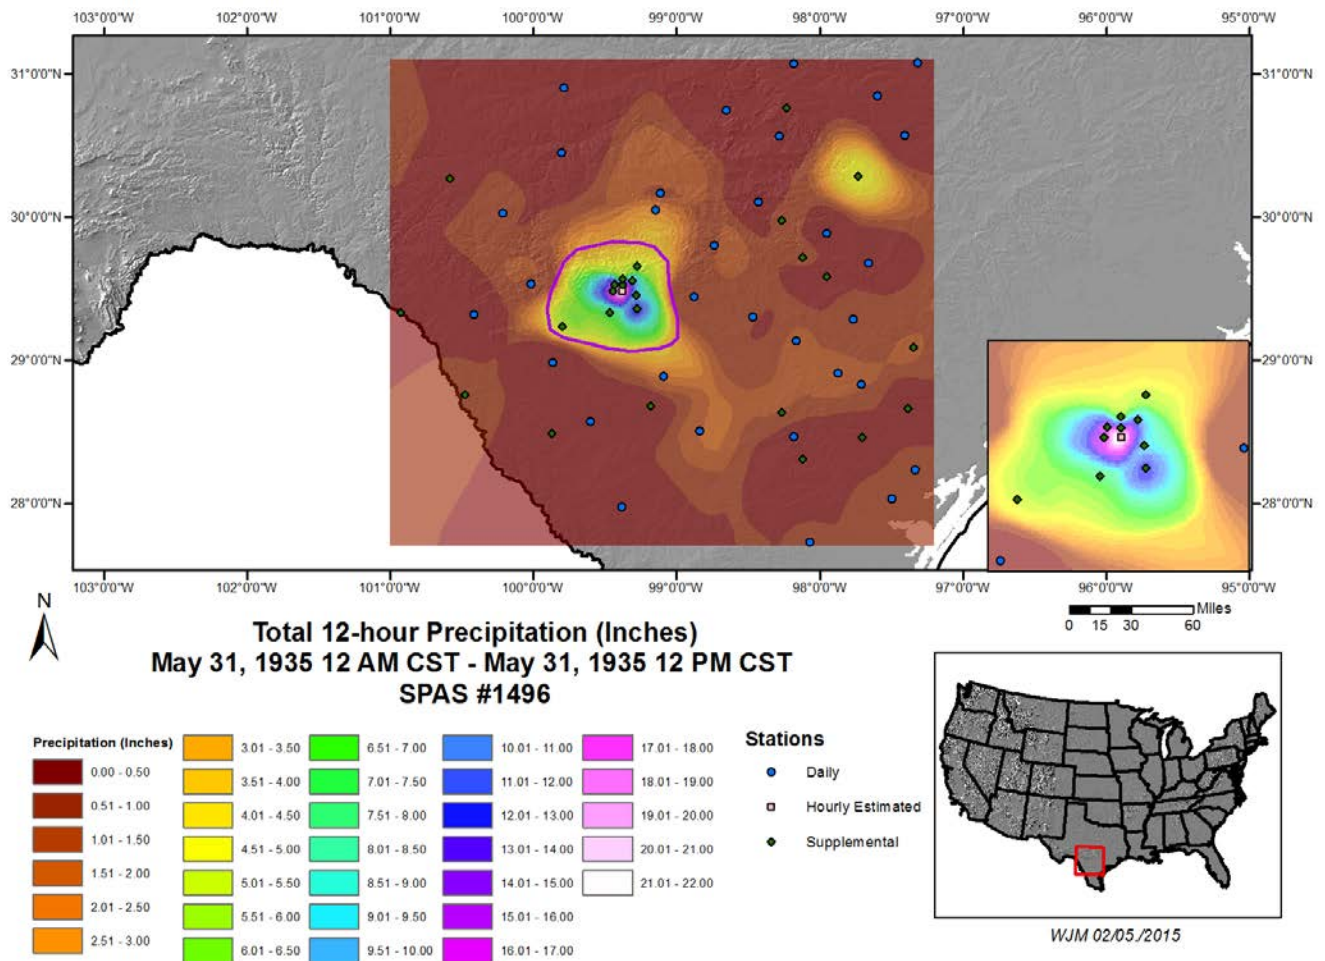 103°0'0"W 102°0'0"W 101°0'0"W 100°0'0"W 99°0'0"W 98°0'0"W 97°0'0"W 96°0'0"W 95°0'0"W
31°0'0"N 31°0'0"N
30°0'0"N 30°0'0"N
29°0'0"N 29°0'0"N
28°0'0"N 28°0'0"N
103°0'0"W 102°0'0"W 101°0'0"W 100°0'0"W 99°0'0"W 98°0'0"W 97°0'0"W 96°0'0"W 95°0'0"W
N
Miles
0 15 30 60
Total 12-hour Precipitation (Inches)
May 31, 1935 12 AM CST - May 31, 1935 12 PM CST
SPAS #1496
Precipitation (Inches)
0.00 - 0.50
0.51 - 1.00
1.01 - 1.50
1.51 - 2.00
2.01 - 2.50
2.51 - 3.00
3.01 - 3.50
3.51 - 4.00
4.01 - 4.50
4.51 - 5.00
5.01 - 5.50
5.51 - 6.00
6.01 - 6.50
6.51 - 7.00
7.01 - 7.50
7.51 - 8.00
8.01 - 8.50
8.51 - 9.00
9.01 - 9.50
9.51 - 10.00
10.01 - 11.00
11.01 - 12.00
12.01 - 13.00
13.01 - 14.00
14.01 - 15.00
15.01 - 16.00
16.01 - 17.00
17.01 - 18.00
18.01 - 19.00
19.01 - 20.00
20.01 - 21.00
21.01 - 22.00
Stations
Daily
Hourly Estimated
Supplemental
WJM 02/05./2015